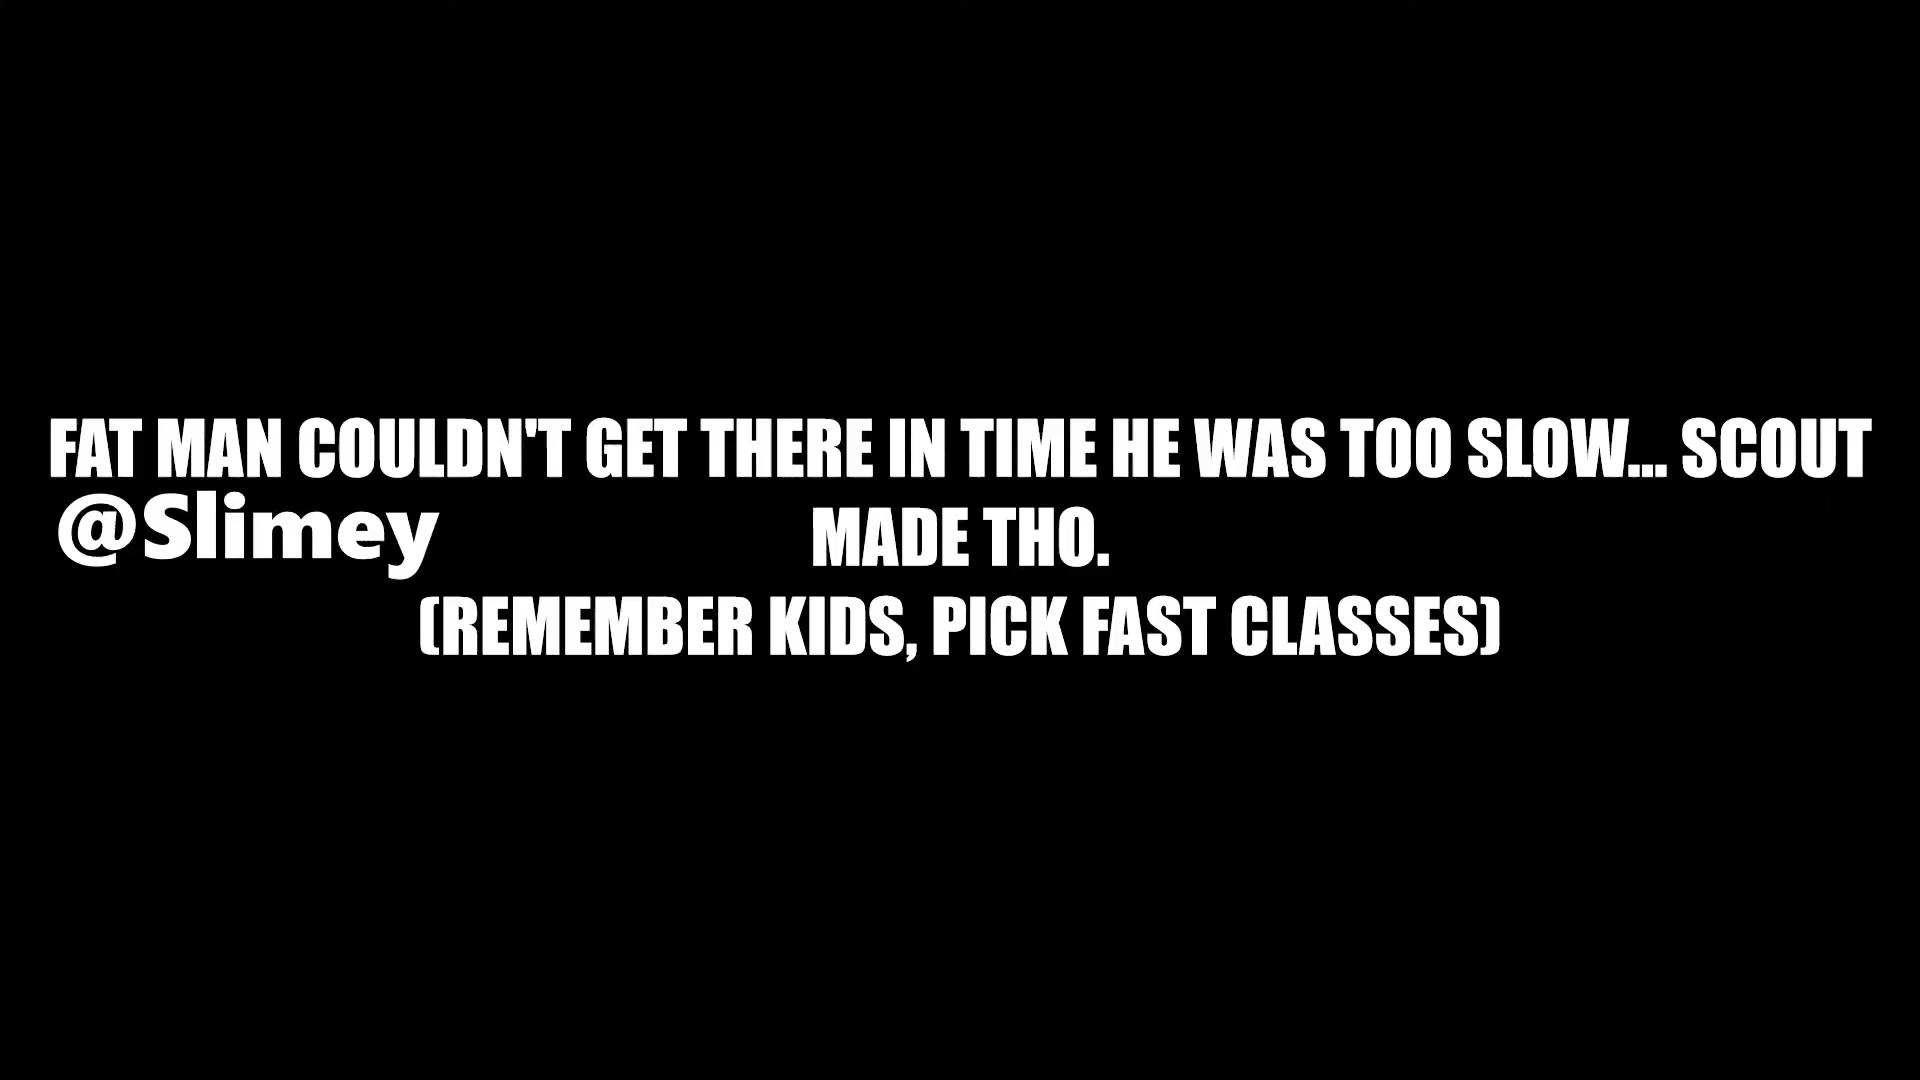 FAT MAN COULDN'T GET THERE IN TIME HE WAS TOO SLOW... SCOUT
@Slimey
MADE THO.
(REMEMBER KIDS, PICK FAST CLASSES)